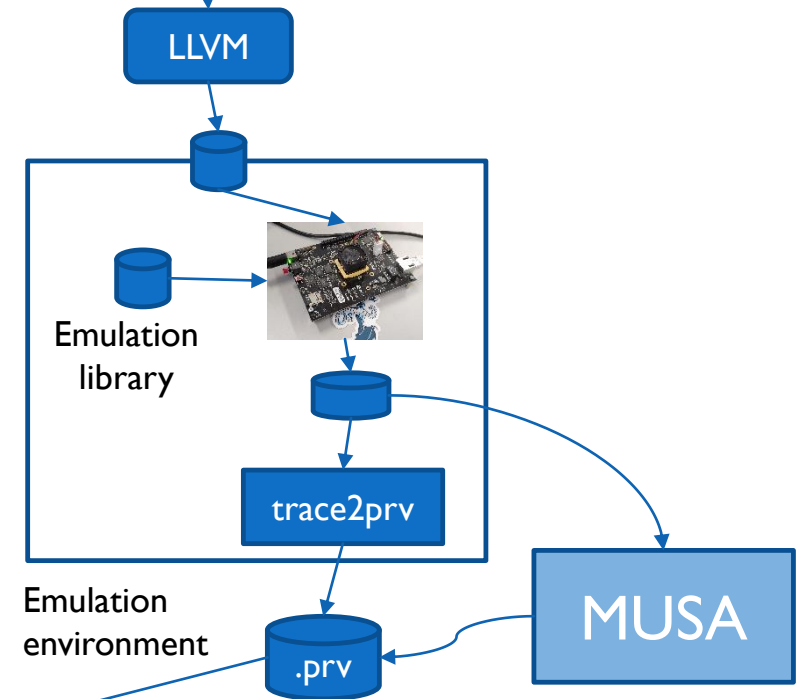 LLVM
Emulation
library
trace2prv
Emulation
environment
MUSA
.prv